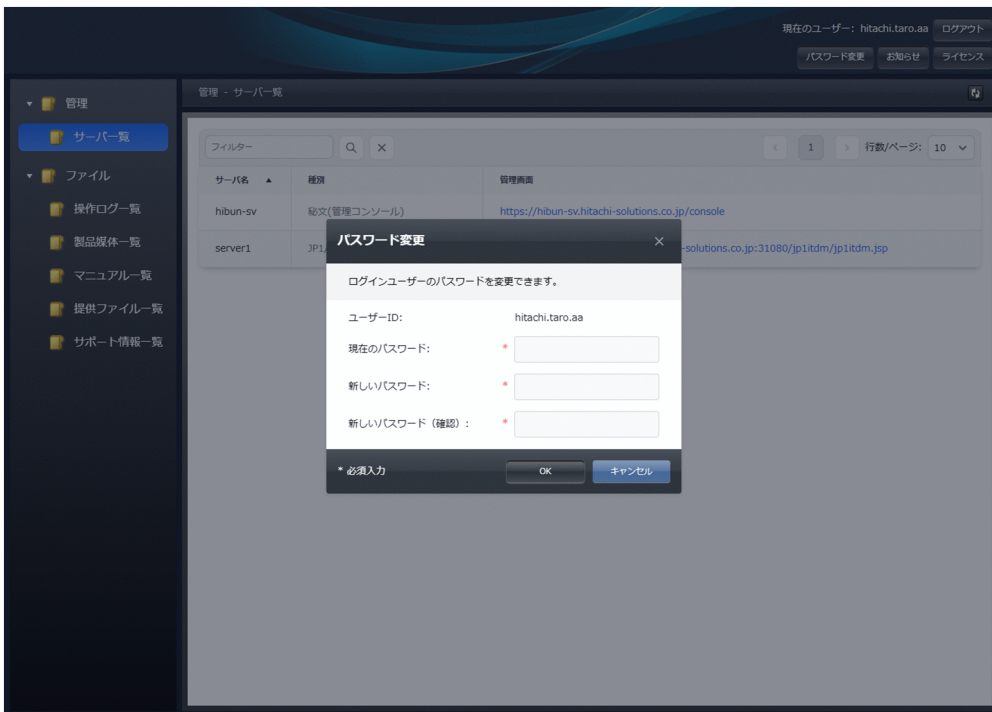 現在のユーザー: hitachi.taro.aa ログアウト
パスワード変更 お知らせ ライセンス
管理
サーバ一覧
ファイル
操作ログ一覧
製品媒体一覧
マニュアル一覧
提供ファイル一覧
サポート情報一覧
管理 - サーバ一覧
フィルター
1 行数/ページ: 10
サーバ名 ▲ 種別 管理画面
hibun-sv 秘文(管理コンソール) https://hibun-sv.hitachi-solutions.co.jp/console
server1 JP1/ -solutions.co.jp:31080/jp1itdm/jp1itdm.jsp
パスワード変更
ログインユーザーのパスワードを変更できます。
ユーザーID: hitachi.taro.aa
現在のパスワード: *
新しいパスワード: *
新しいパスワード（確認）: *
* 必須入力 OK キャンセル